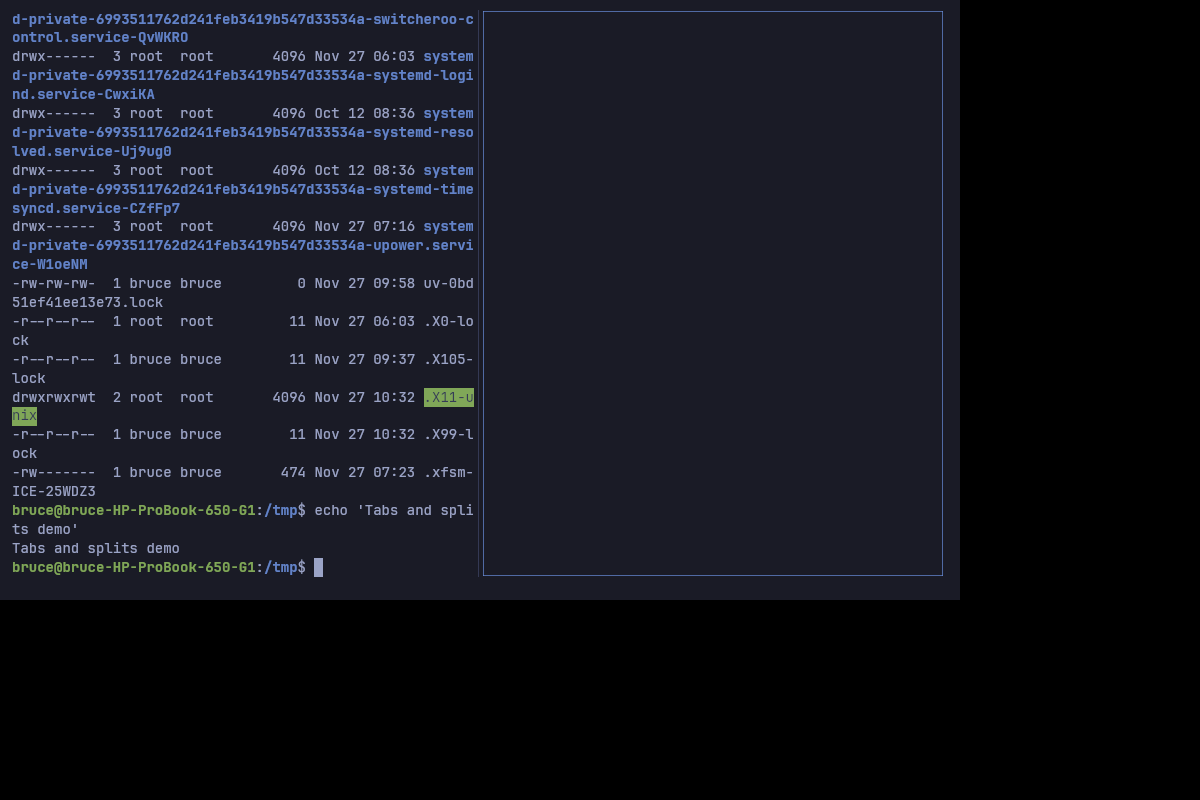 d-private-6993511762d241feb3419b547d33534a-switcheroo-c
ontrol.service-QvWKRO
drwx------  3 root  root       4096 Nov 27 06:03 system
d-private-6993511762d241feb3419b547d33534a-systemd-logi
nd.service-CwxiKA
drwx------  3 root  root       4096 Oct 12 08:36 system
d-private-6993511762d241feb3419b547d33534a-systemd-reso
lved.service-Uj9ug0
drwx------  3 root  root       4096 Oct 12 08:36 system
d-private-6993511762d241feb3419b547d33534a-systemd-time
syncd.service-CZfFp7
drwx------  3 root  root       4096 Nov 27 07:16 system
d-private-6993511762d241feb3419b547d33534a-upower.servi
ce-W1oeNM
-rw-rw-rw-  1 bruce bruce         0 Nov 27 09:58 uv-0bd
51ef41ee13e73.lock
-r--r--r--  1 root  root         11 Nov 27 06:03 .X0-lo
ck
-r--r--r--  1 bruce bruce        11 Nov 27 09:37 .X105-
lock
drwxrwxrwt  2 root  root       4096 Nov 27 10:32 .X11-u
nix
-r--r--r--  1 bruce bruce        11 Nov 27 10:32 .X99-l
ock
-rw-------  1 bruce bruce       474 Nov 27 07:23 .xfsm-
ICE-25WDZ3
bruce@bruce-HP-ProBook-650-G1:/tmp$ echo 'Tabs and spli
ts demo'
Tabs and splits demo
bruce@bruce-HP-ProBook-650-G1:/tmp$